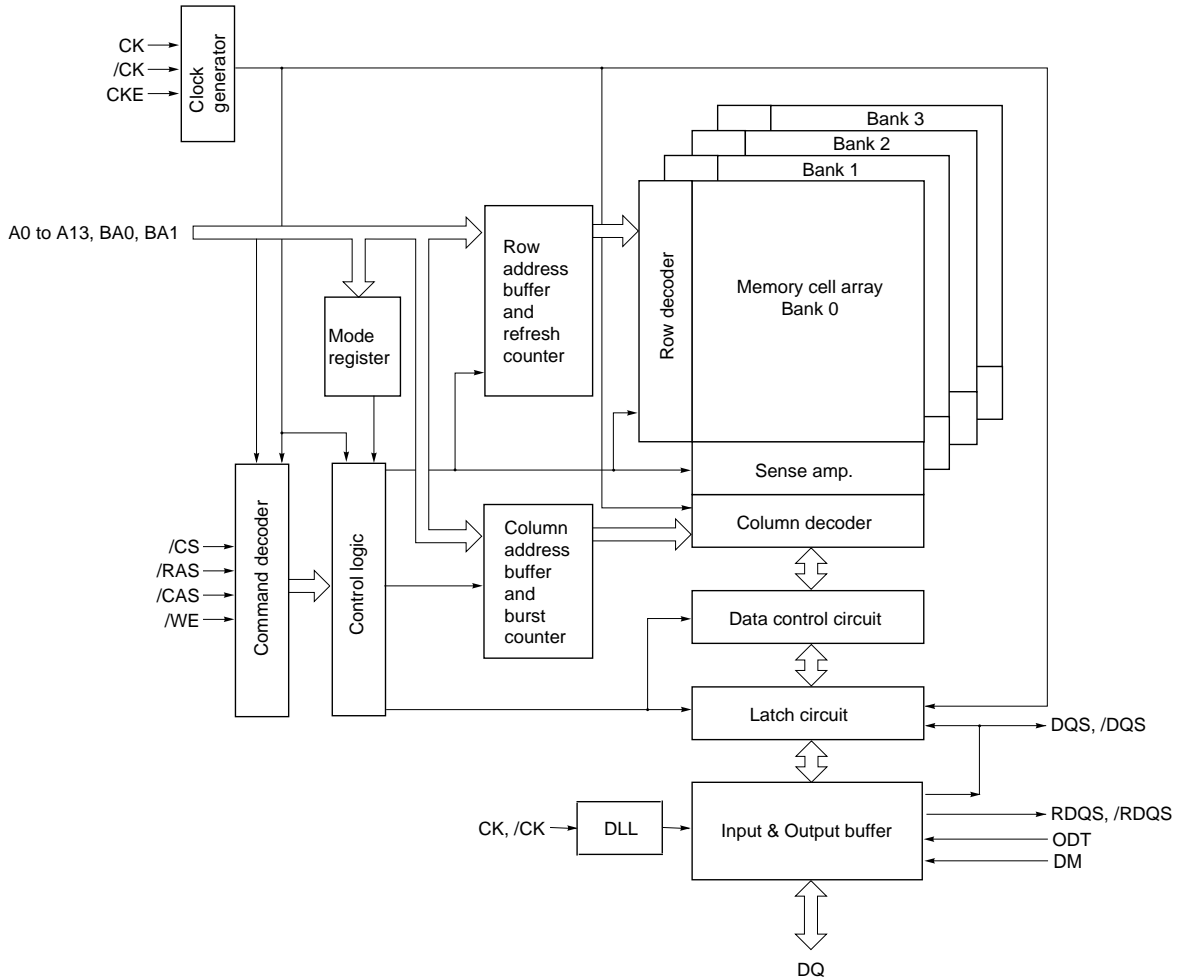 CK
/CK
CKE
Clock
generator
Bank 3
Bank 2
Bank 1
A0 to A13, BA0, BA1
Row
address
buffer
and
refresh
counter
Row decoder
Memory cell array
Bank 0
Mode
register
Sense amp.
Column decoder
/CS
/RAS
/CAS
/WE
Command decoder
Control logic
Column
address
buffer
and
burst
counter
Data control circuit
Latch circuit
DQS, /DQS
CK, /CK
DLL
Input & Output buffer
RDQS, /RDQS
ODT
DM
DQ